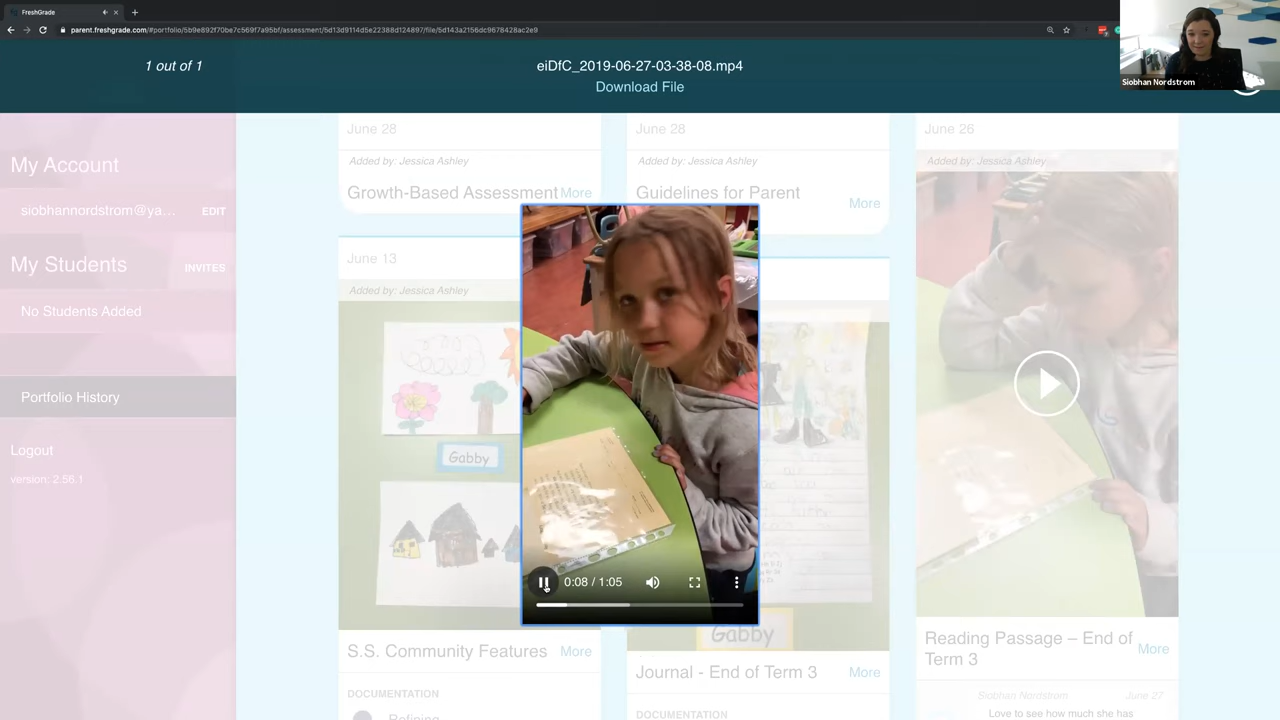 FreshGrade
parent.freshgrade.com/#portfolio/5b9e892f70be7c569f7a95bf/assessment/5d13d9114d5e22388d124897/file/5d143a2156dc9678428ac2e9
1 out of 1
eiDfC_2019-06-27-03-38-08.mp4
Download File
Siobhan Nordstrom
My Account
siobhannordstrom@ya...
EDIT
My Students
INVITES
No Students Added
Portfolio History
Logout
version: 2.56.1
June 28
Added by: Jessica Ashley
Growth-Based Assessment
More
June 13
Added by: Jessica Ashley
Gabby
S.S. Community Features
More
DOCUMENTATION
Refining
June 28
Added by: Jessica Ashley
Guidelines for Parent
More
0:08 / 1:05
Gabby
Journal - End of Term 3
More
DOCUMENTATION
June 26
Added by: Jessica Ashley
Reading Passage – End of
Term 3
More
Siobhan Nordstrom
June 27
Love to see how much she has